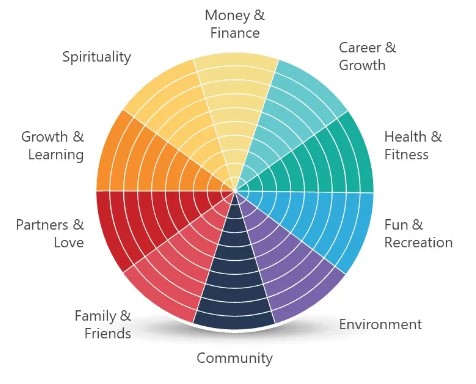 Money &
Finance
Career &
Growth
Health &
Fitness
Fun &
Recreation
Environment
Community
Family &
Friends
Partners &
Love
Growth &
Learning
Spirituality